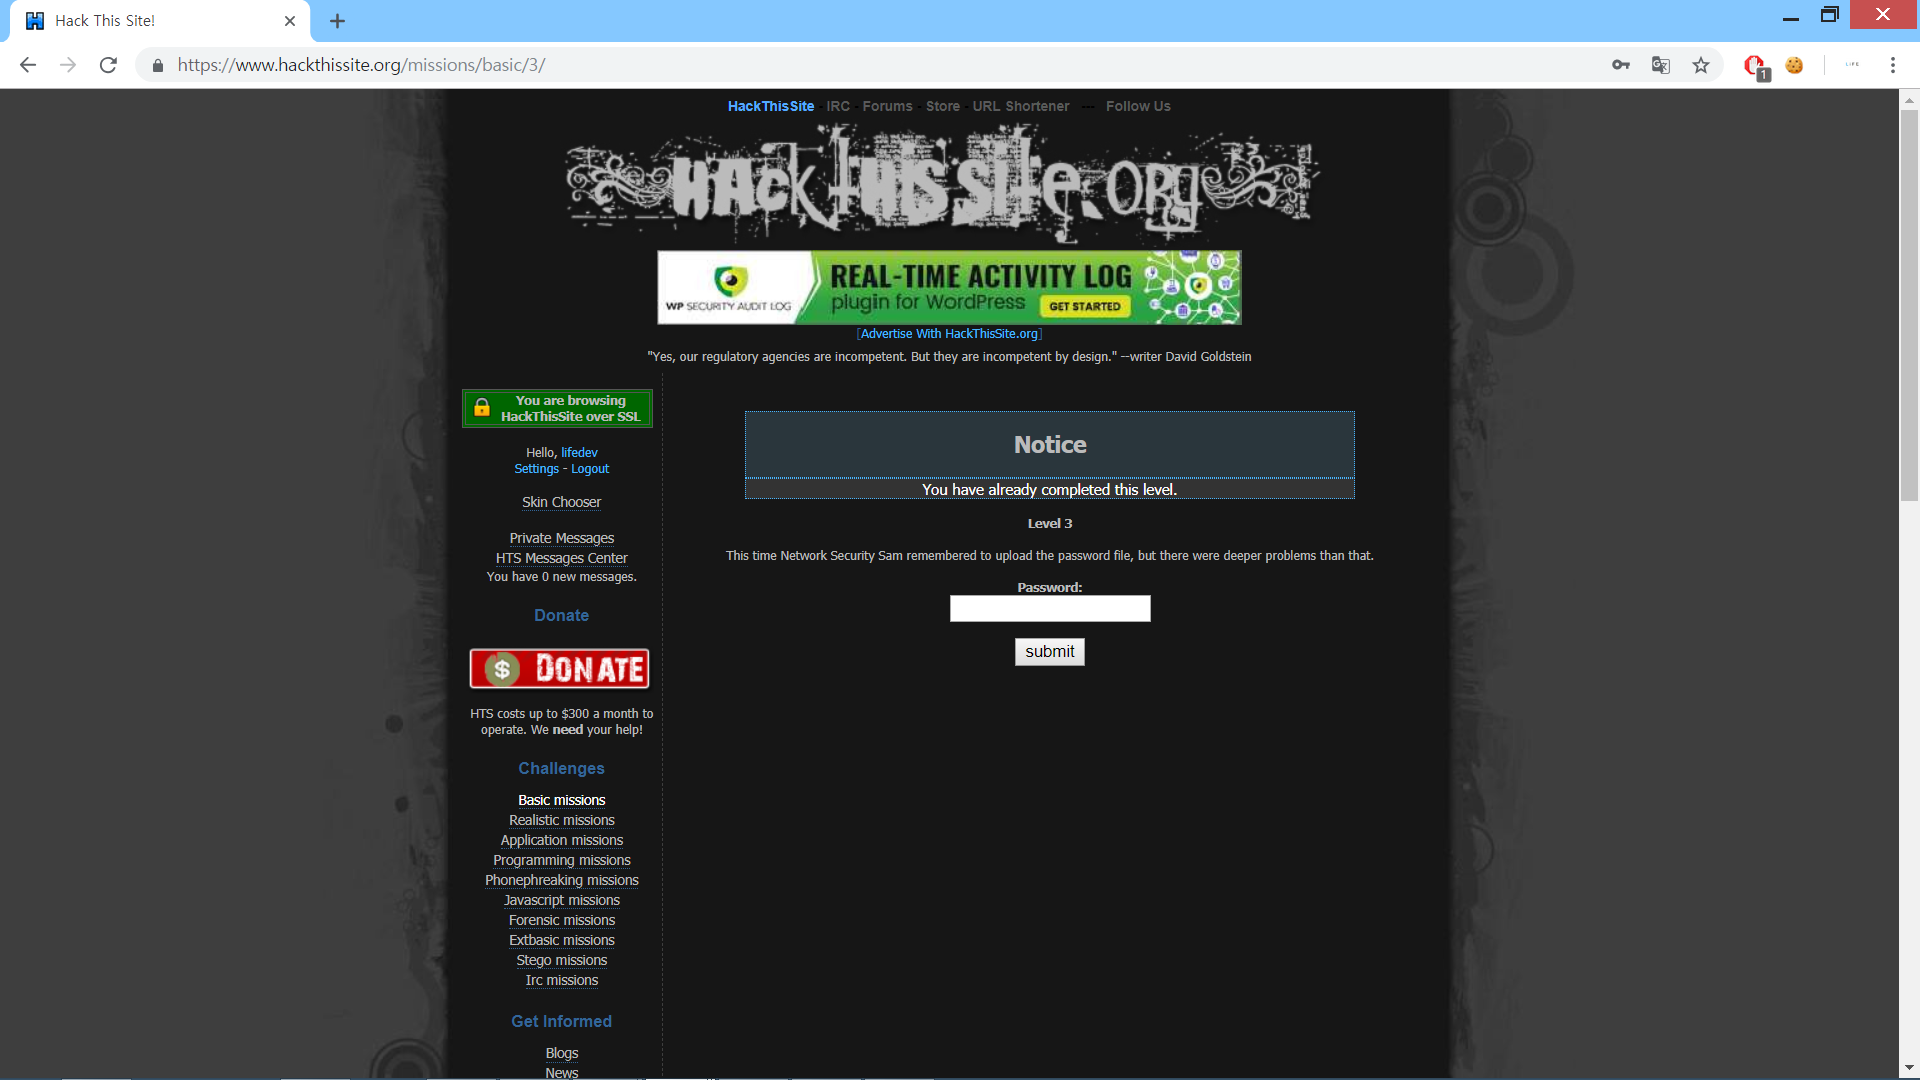 Hack This Site!
https://www.hackthissite.org/missions/basic/3/
1
LIFE
HackThisSite - IRC - Forums - Store - URL Shortener --- Follow Us
HackThisSite.org
WP SECURITY AUDIT LOG
REAL-TIME ACTIVITY LOG
plugin for WordPress
GET STARTED
[Advertise With HackThisSite.org]
"Yes, our regulatory agencies are incompetent. But they are incompetent by design." --writer David Goldstein
You are browsing
HackThisSite over SSL
Hello, lifedev
Settings - Logout
Skin Chooser
Private Messages
HTS Messages Center
You have 0 new messages.
Donate
$ DONATE
HTS costs up to $300 a month to
operate. We need your help!
Challenges
Basic missions
Realistic missions
Application missions
Programming missions
Phonephreaking missions
Javascript missions
Forensic missions
Extbasic missions
Stego missions
Irc missions
Get Informed
Blogs
News
Notice
You have already completed this level.
Level 3
This time Network Security Sam remembered to upload the password file, but there were deeper problems than that.
Password:
submit